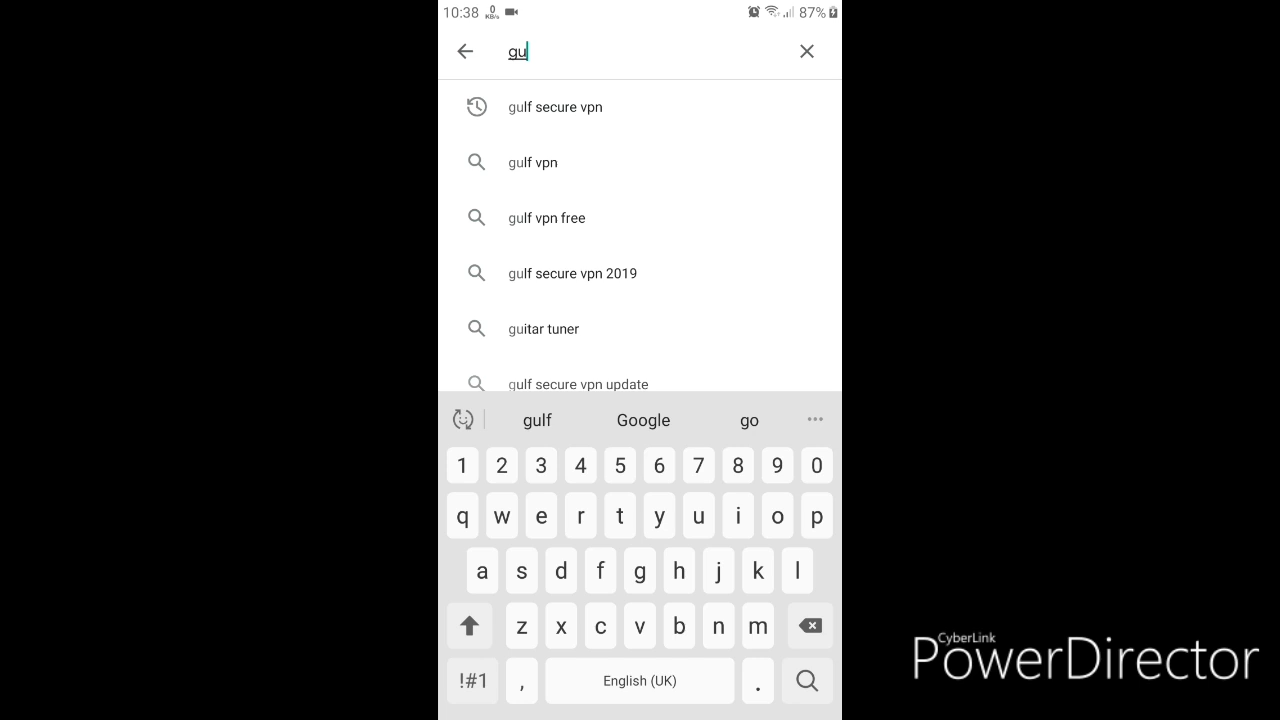 10:38 0 KB/s 87%
gu
gulf secure vpn
gulf vpn
gulf vpn free
gulf secure vpn 2019
guitar tuner
gulf secure vpn update
gulf Google go ...
1 2 3 4 5 6 7 8 9 0
q w e r t y u i o p
a s d f g h j k l
z x c v b n m
!#1 , English (UK) .
CyberLink
PowerDirector